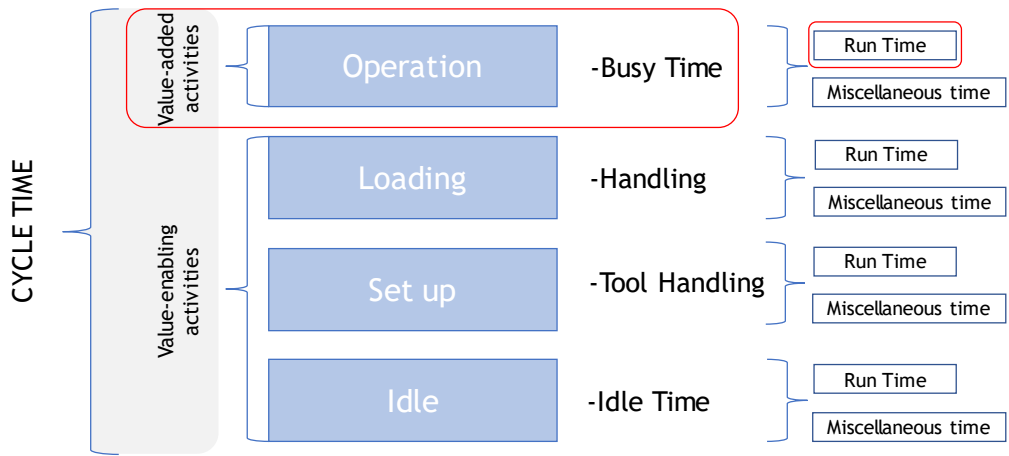 CYCLE TIME
Value-added
activities
Operation
-Busy Time
Run Time
Miscellaneous time
Value-enabling
activities
Loading
-Handling
Run Time
Miscellaneous time
Set up
-Tool Handling
Run Time
Miscellaneous time
Idle
-Idle Time
Run Time
Miscellaneous time